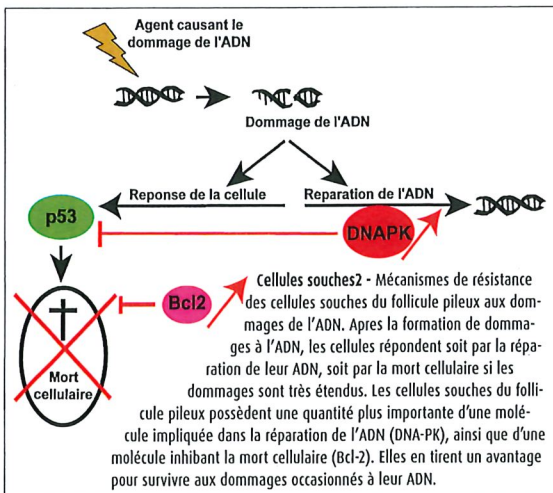 Agent causant le
dommage de l'ADN
Dommage de l'ADN
Reponse de la cellule
Reparation de l'ADN
p53
DNAPK
Bcl2
Mort
cellulaire
Cellules souches2 - Mécanismes de résistance
des cellules souches du follicule pileux aux dom-
mages de l'ADN. Apres la formation de domma-
ges à l'ADN, les cellules répondent soit par la répa-
ration de leur ADN, soit par la mort cellulaire si les
dommages sont très étendus. Les cellules souches du folli-
cule pileux possèdent une quantité plus importante d'une molé-
cule impliquée dans la réparation de l'ADN (DNA-PK), ainsi que d'une
molécule inhibant la mort cellulaire (Bcl-2). Elles en tirent un avantage
pour survivre aux dommages occasionnés à leur ADN.